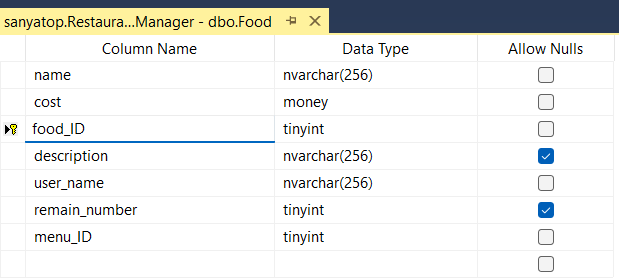 sanyatop.Restaura...Manager - dbo.Food
Column Name Data Type Allow Nulls
name nvarchar(256)
cost money
food_ID tinyint
description nvarchar(256)
user_name nvarchar(256)
remain_number tinyint
menu_ID tinyint